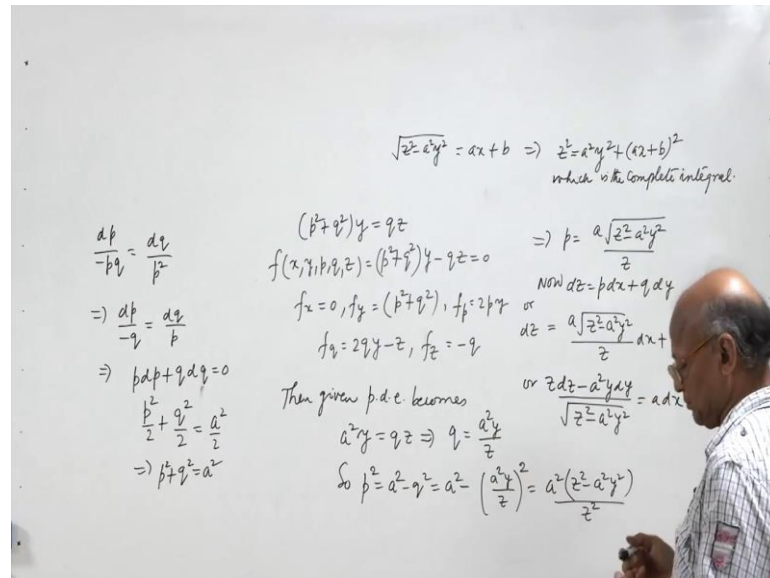 √(z²-a²y²) = ax+b ⇒ z² = a²y²+(ax+b)²
which is the complete integral.
dp/-pq = dq/p²
⇒ dp/-q = dq/p
⇒ pdp+qdq=0
p²/2 + q²/2 = a²/2
⇒ p²+q²=a²
(p²+q²)y = qz
f(x,y,p,q,z) = (p²+q²)y - qz = 0
fx=0, fy=(p²+q²), fp=2py
fq=2qy-z, fz=-q
Then given p.d.e. becomes
a²y = qz ⇒ q = a²y/z
So p² = a²-q² = a² - (a²y/z)² = a²(z²-a²y²)/z²
⇒ p = a√(z²-a²y²)/z
Now dz = pdx+qdy
or
dz = a√(z²-a²y²)/z dx+
or zdz-a²ydy/√(z²-a²y²) = adx